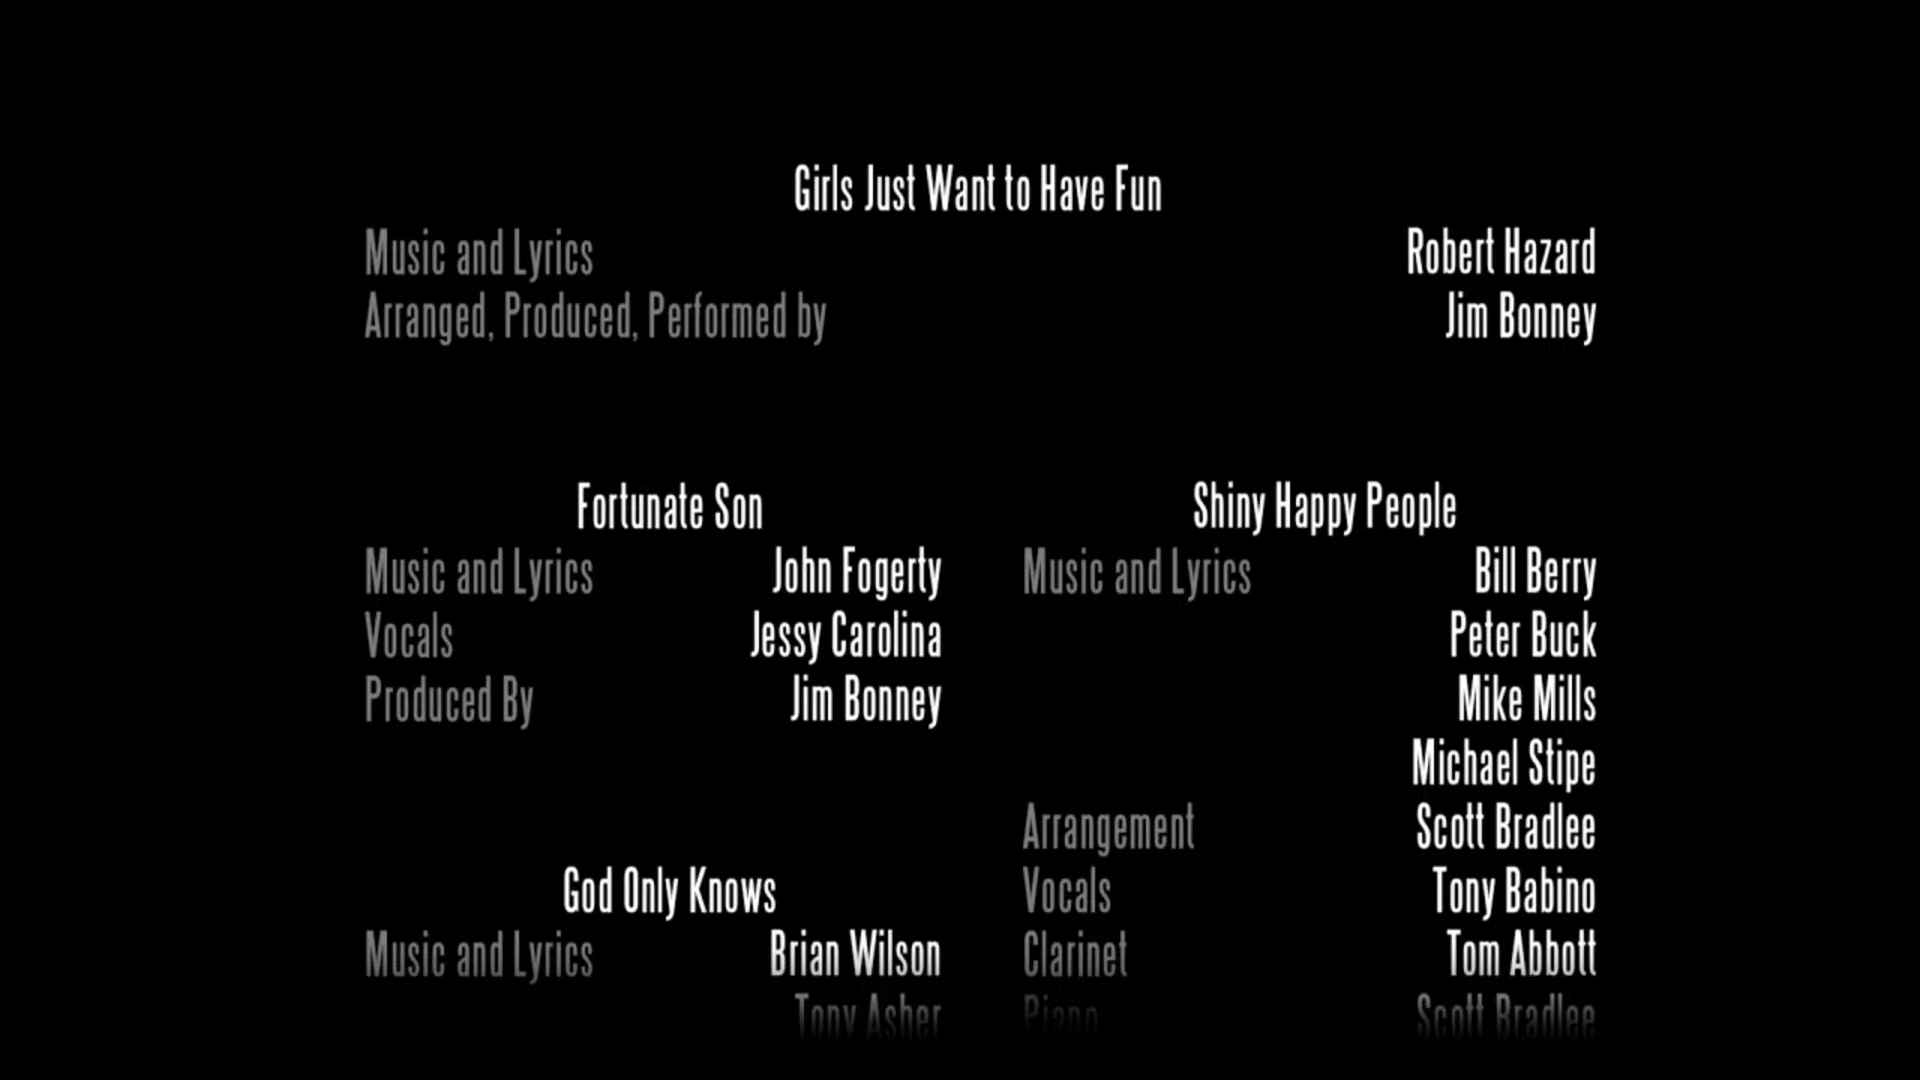 Girls Just Want to Have Fun
Music and Lyrics Robert Hazard
Arranged, Produced, Performed by Jim Bonney
Fortunate Son
Music and Lyrics John Fogerty
Vocals Jessy Carolina
Produced By Jim Bonney
God Only Knows
Music and Lyrics Brian Wilson
Tony Asher
Shiny Happy People
Music and Lyrics Bill Berry
Peter Buck
Mike Mills
Michael Stipe
Arrangement Scott Bradlee
Vocals Tony Babino
Clarinet Tom Abbott
Piano Scott Bradlee